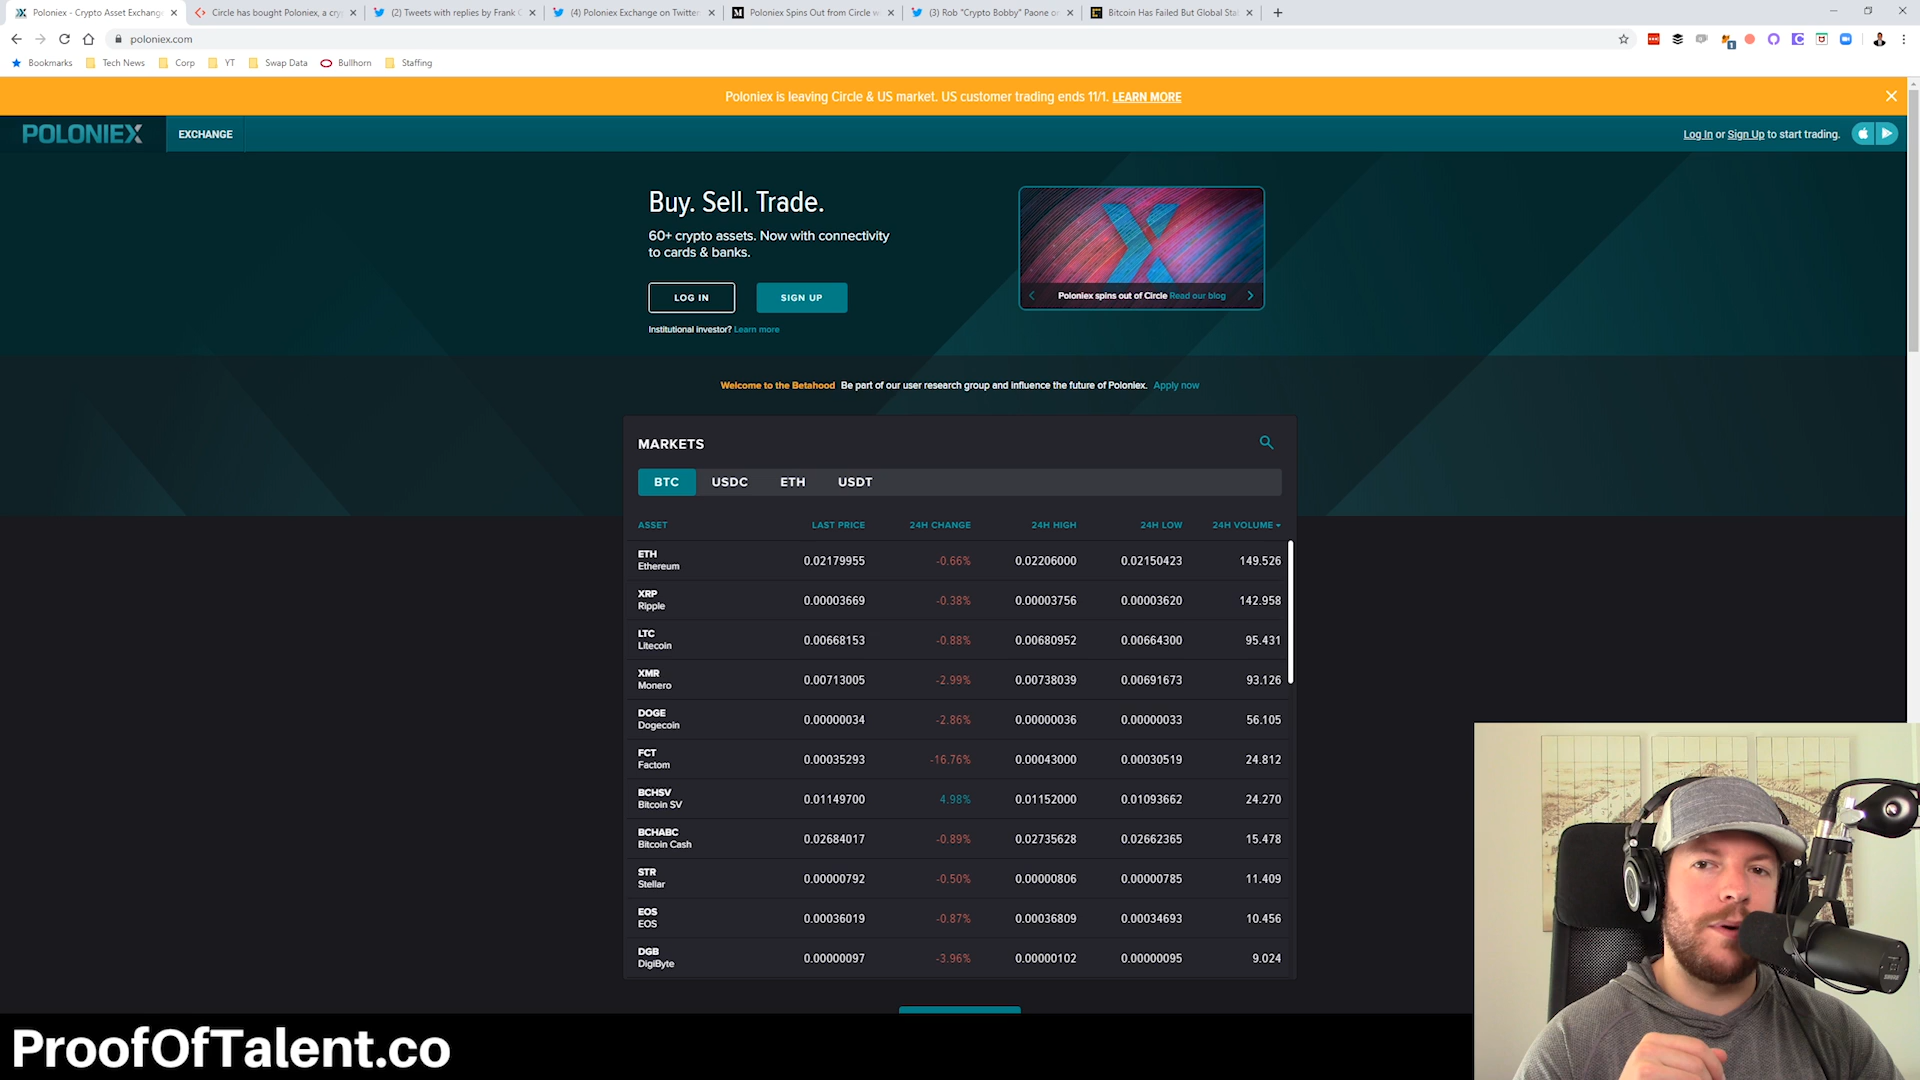 Poloniex - Crypto Asset Exchange
Circle has bought Poloniex, a cryp
(2) Tweets with replies by Frank C
(4) Poloniex Exchange on Twitter
Poloniex Spins Out from Circle w
(3) Rob "Crypto Bobby" Paone on
Bitcoin Has Failed But Global Stab
poloniex.com
Bookmarks
Tech News
Corp
YT
Swap Data
Bullhorn
Staffing
Poloniex is leaving Circle & US market. US customer trading ends 11/1. LEARN MORE
POLONIEX
EXCHANGE
Log In or Sign Up to start trading.
Buy. Sell. Trade.
60+ crypto assets. Now with connectivity
to cards & banks.
LOG IN
SIGN UP
Institutional investor? Learn more
Poloniex spins out of Circle Read our blog
Welcome to the Betahood Be part of our user research group and influence the future of Poloniex. Apply now
MARKETS
BTC USDC ETH USDT
ASSET LAST PRICE 24H CHANGE 24H HIGH 24H LOW 24H VOLUME
ETH
Ethereum
0.02179955 -0.66% 0.02206000 0.02150423 149.526
XRP
Ripple
0.00003669 -0.38% 0.00003756 0.00003620 142.958
LTC
Litecoin
0.00668153 -0.88% 0.00680952 0.00664300 95.431
XMR
Monero
0.00713005 -2.99% 0.00738039 0.00691673 93.126
DOGE
Dogecoin
0.00000034 -2.86% 0.00000036 0.00000033 56.105
FCT
Factom
0.00035293 -16.76% 0.00043000 0.00030519 24.812
BCHSV
Bitcoin SV
0.01149700 4.98% 0.01152000 0.01093662 24.270
BCHABC
Bitcoin Cash
0.02684017 -0.89% 0.02735628 0.02662365 15.478
STR
Stellar
0.00000792 -0.50% 0.00000806 0.00000785 11.409
EOS
EOS
0.00036019 -0.87% 0.00036809 0.00034693 10.456
DGB
DigiByte
0.00000097 -3.96% 0.00000102 0.00000095 9.024
ProofOfTalent.co